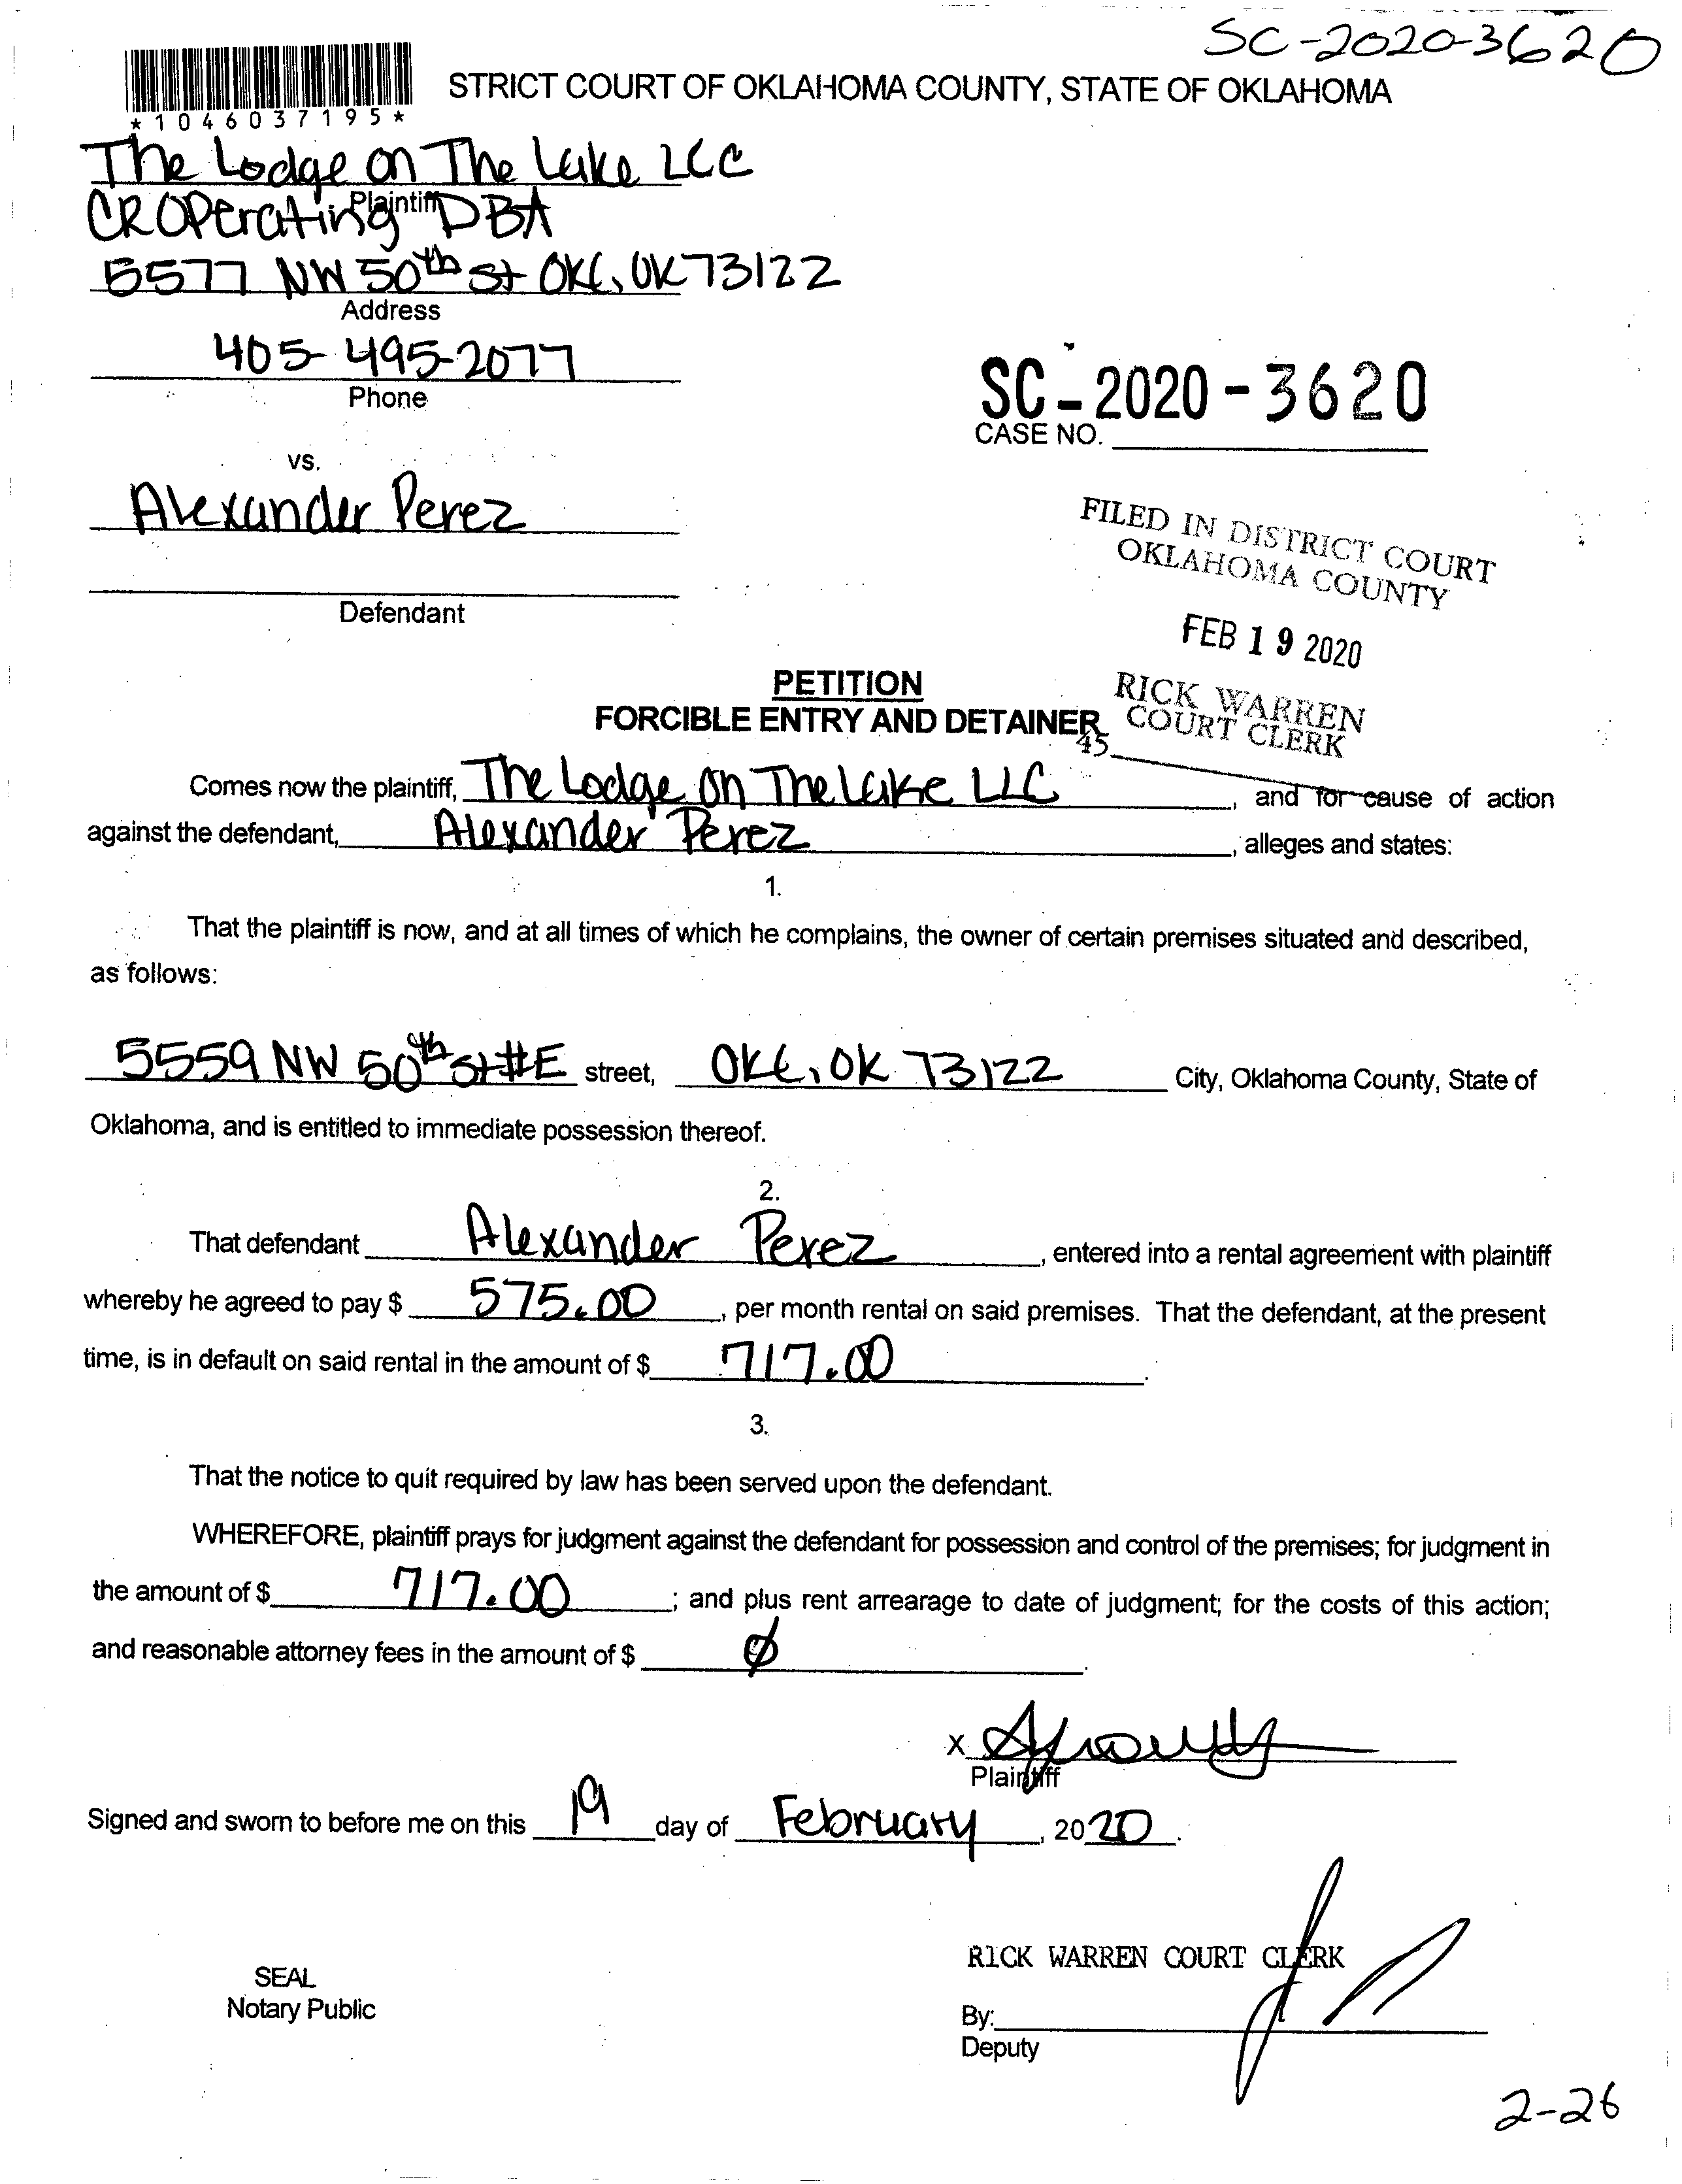 SC-2020-3620
STRICT COURT OF OKLAHOMA COUNTY, STATE OF OKLAHOMA
*1046037195*
The Lodge on The Lake LLC
Plaintiff
CR Operating DBA
5577 NW 50th St OKC, OK 73122
Address
405-495-2077
Phone
SC-2020-3620
CASE NO.
vs.
Alexander Perez
Defendant
FILED IN DISTRICT COURT
OKLAHOMA COUNTY
FEB 19 2020
RICK WARREN
COURT CLERK
45
PETITION
FORCIBLE ENTRY AND DETAINER
Comes now the plaintiff, The Lodge on The Lake LLC, and for cause of action
against the defendant, Alexander Perez, alleges and states:
1.
That the plaintiff is now, and at all times of which he complains, the owner of certain premises situated and described,
as follows:
5559 NW 50th St #E street, OKC, OK 73122 City, Oklahoma County, State of
Oklahoma, and is entitled to immediate possession thereof.
2.
That defendant Alexander Perez, entered into a rental agreement with plaintiff
whereby he agreed to pay $ 575.00, per month rental on said premises. That the defendant, at the present
time, is in default on said rental in the amount of $ 717.00.
3.
That the notice to quit required by law has been served upon the defendant.
WHEREFORE, plaintiff prays for judgment against the defendant for possession and control of the premises; for judgment in
the amount of $ 717.00; and plus rent arrearage to date of judgment; for the costs of this action;
and reasonable attorney fees in the amount of $ ∅.
X
Plaintiff
Signed and sworn to before me on this 19 day of February, 2020.
RICK WARREN COURT CLERK
SEAL
Notary Public
By:
Deputy
2-26